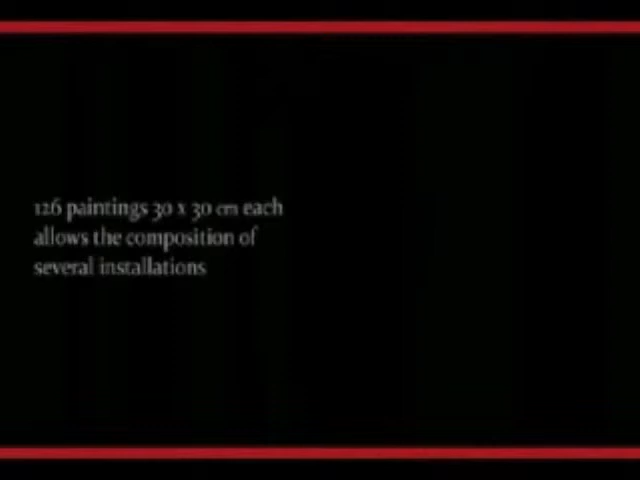 126 paintings 30 x 30 cm each
allows the composition of
several installations